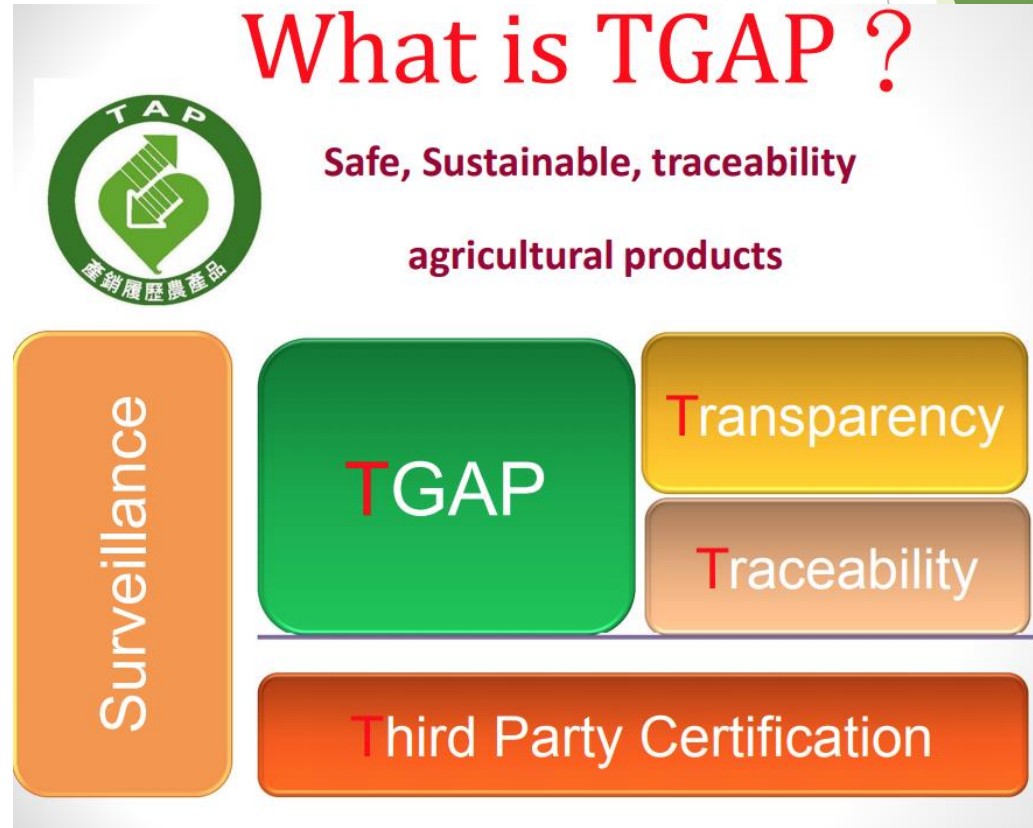 What is TGAP？
TAP
產銷履歷農產品
Safe, Sustainable, traceability
agricultural products
Surveillance
TGAP
Transparency
Traceability
Third Party Certification